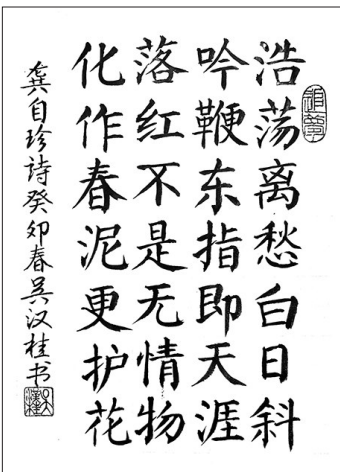 浩荡离愁白日斜
吟鞭东指即天涯
落红不是无情物
化作春泥更护花
龚自珍诗癸卯春吴汉桂书